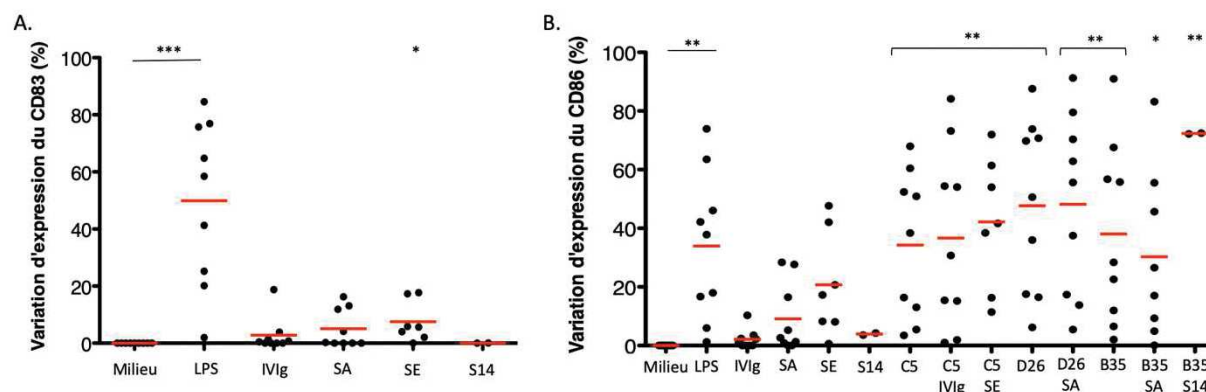 A.
Variation d'expression du CD83 (%)
100
80
60
40
20
0
***
*
Milieu LPS IVIg SA SE S14
B.
Variation d'expression du CD86 (%)
100
80
60
40
20
0
**
**
**
*
**
Milieu LPS IVIg SA SE S14 C5 C5 C5 D26 D26 B35 B35 B35
IVIg SE SA SA S14